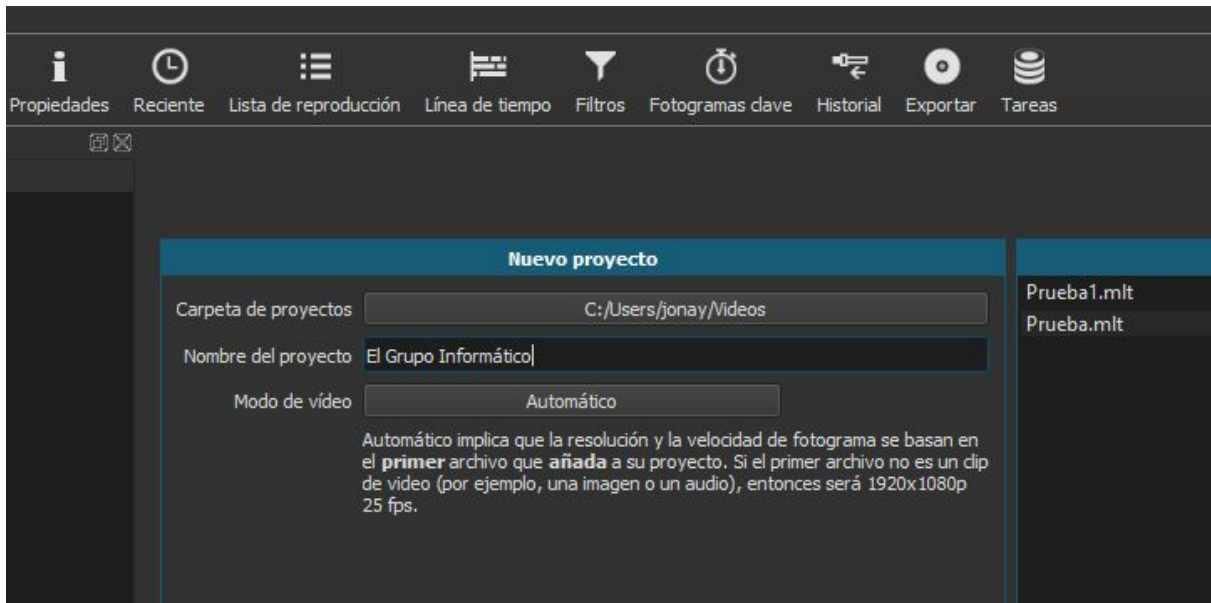 Propiedades Reciente Lista de reproducción Línea de tiempo Filtros Fotogramas clave Historial Exportar Tareas
Nuevo proyecto
Carpeta de proyectos C:/Users/jonay/Videos
Nombre del proyecto El Grupo Informático
Modo de vídeo Automático
Automático implica que la resolución y la velocidad de fotograma se basan en
el primer archivo que añada a su proyecto. Si el primer archivo no es un clip
de video (por ejemplo, una imagen o un audio), entonces será 1920x1080p
25 fps.
Prueba1.mlt
Prueba.mlt